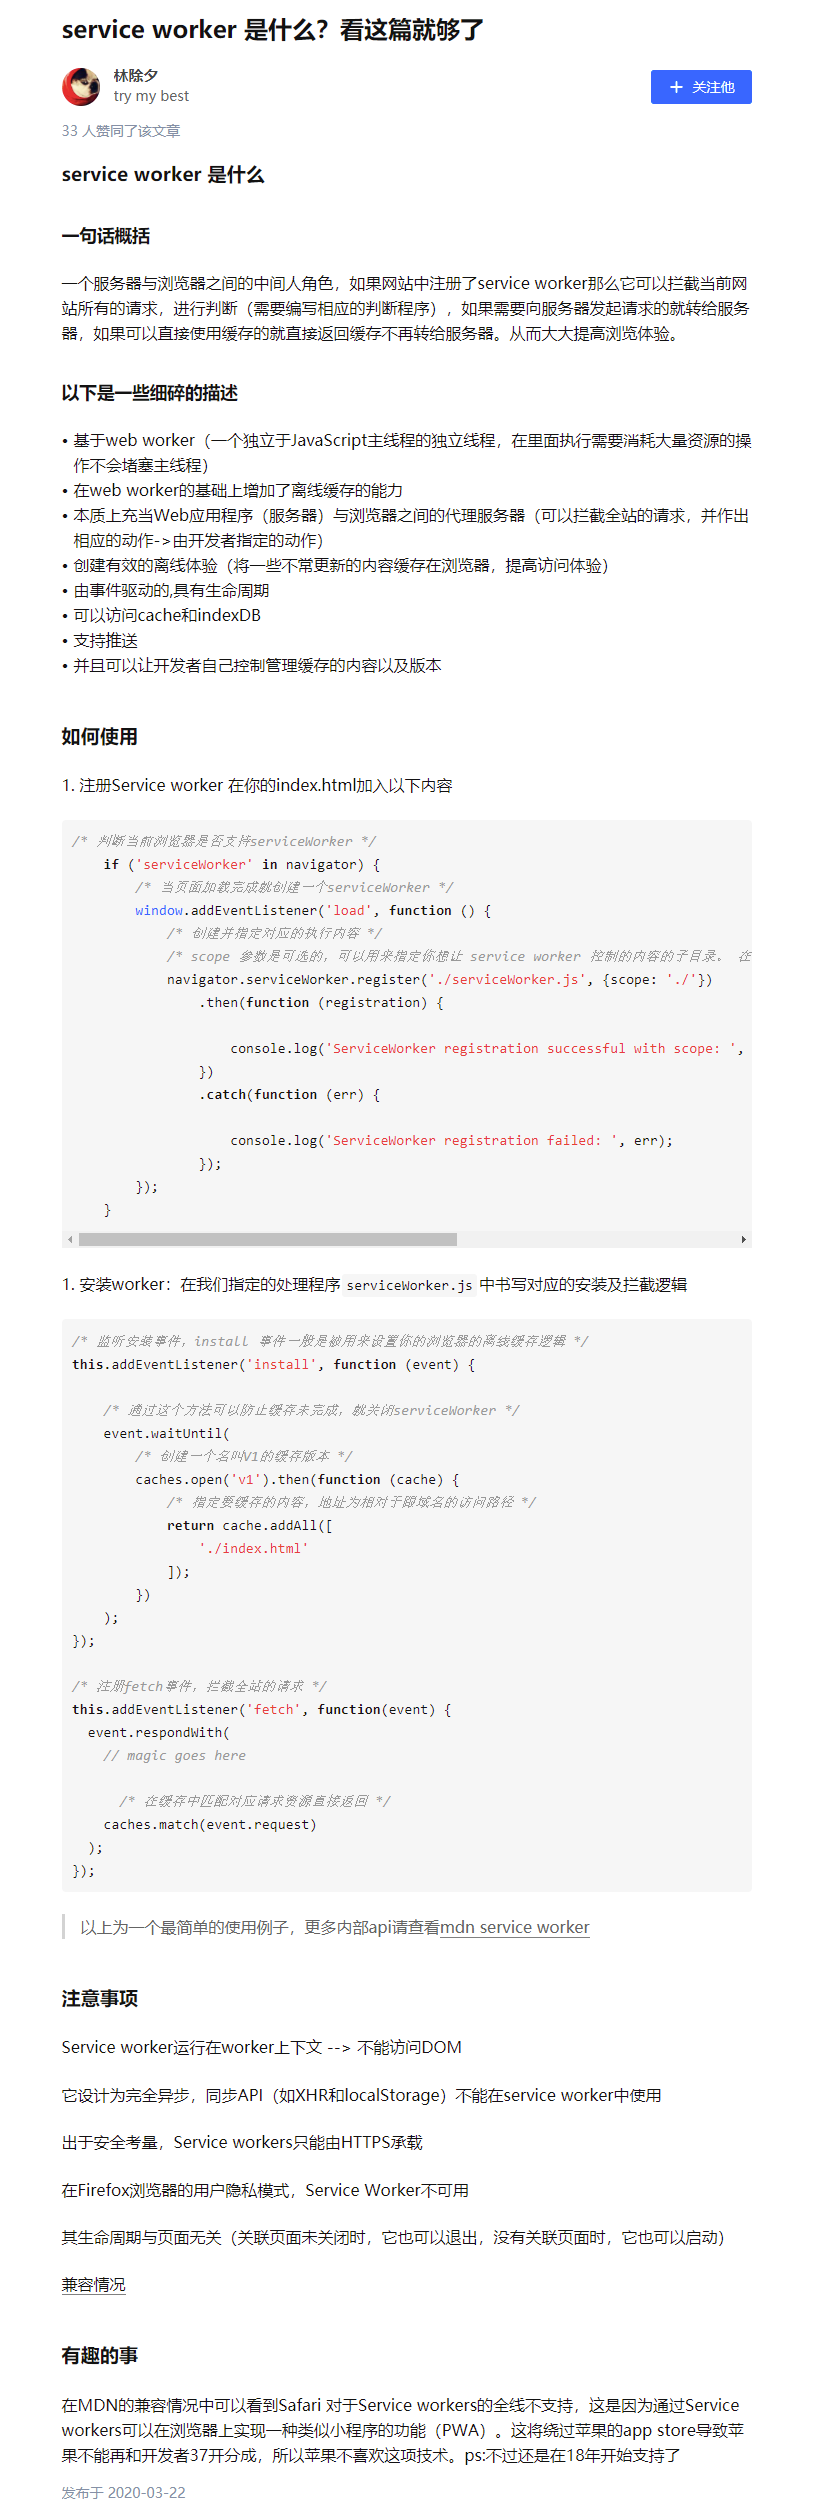 service worker 是什么？看这篇就够了
林除夕
try my best
+ 关注他
33 人赞同了该文章
service worker 是什么
一句话概括
一个服务器与浏览器之间的中间人角色，如果网站中注册了service worker那么它可以拦截当前网
站所有的请求，进行判断（需要编写相应的判断程序），如果需要向服务器发起请求的就转给服务
器，如果可以直接使用缓存的就直接返回缓存不再转给服务器。从而大大提高浏览体验。
以下是一些细碎的描述
• 基于web worker（一个独立于JavaScript主线程的独立线程，在里面执行需要消耗大量资源的操
作不会堵塞主线程）
• 在web worker的基础上增加了离线缓存的能力
• 本质上充当Web应用程序（服务器）与浏览器之间的代理服务器（可以拦截全站的请求，并作出
相应的动作->由开发者指定的动作）
• 创建有效的离线体验（将一些不常更新的内容缓存在浏览器，提高访问体验）
• 由事件驱动的,具有生命周期
• 可以访问cache和indexDB
• 支持推送
• 并且可以让开发者自己控制管理缓存的内容以及版本
如何使用
1. 注册Service worker 在你的index.html加入以下内容
/* 判断当前浏览器是否支持serviceWorker */
if ('serviceWorker' in navigator) {
/* 当页面加载完成就创建一个serviceWorker */
window.addEventListener('load', function () {
/* 创建并指定对应的执行内容 */
/* scope 参数是可选的，可以用来指定你想让 service worker 控制的内容的子目录。 在
navigator.serviceWorker.register('./serviceWorker.js', {scope: './'})
.then(function (registration) {
console.log('ServiceWorker registration successful with scope: ',
})
.catch(function (err) {
console.log('ServiceWorker registration failed: ', err);
});
});
}
1. 安装worker：在我们指定的处理程序 serviceWorker.js 中书写对应的安装及拦截逻辑
/* 监听安装事件，install 事件一般是被用来设置你的浏览器的离线缓存逻辑 */
this.addEventListener('install', function (event) {
/* 通过这个方法可以防止缓存未完成，就关闭serviceWorker */
event.waitUntil(
/* 创建一个名叫V1的缓存版本 */
caches.open('v1').then(function (cache) {
/* 指定要缓存的内容，地址为相对于跟域名的访问路径 */
return cache.addAll([
'./index.html'
]);
})
);
});
/* 注册fetch事件，拦截全站的请求 */
this.addEventListener('fetch', function(event) {
event.respondWith(
// magic goes here
/* 在缓存中匹配对应请求资源直接返回 */
caches.match(event.request)
);
});
以上为一个最简单的使用例子，更多内部api请查看mdn service worker
注意事项
Service worker运行在worker上下文 --> 不能访问DOM
它设计为完全异步，同步API（如XHR和localStorage）不能在service worker中使用
出于安全考量，Service workers只能由HTTPS承载
在Firefox浏览器的用户隐私模式，Service Worker不可用
其生命周期与页面无关（关联页面未关闭时，它也可以退出，没有关联页面时，它也可以启动）
兼容情况
有趣的事
在MDN的兼容情况中可以看到Safari 对于Service workers的全线不支持，这是因为通过Service
workers可以在浏览器上实现一种类似小程序的功能（PWA）。这将绕过苹果的app store导致苹
果不能再和开发者37开分成，所以苹果不喜欢这项技术。ps:不过还是在18年开始支持了
发布于 2020-03-22